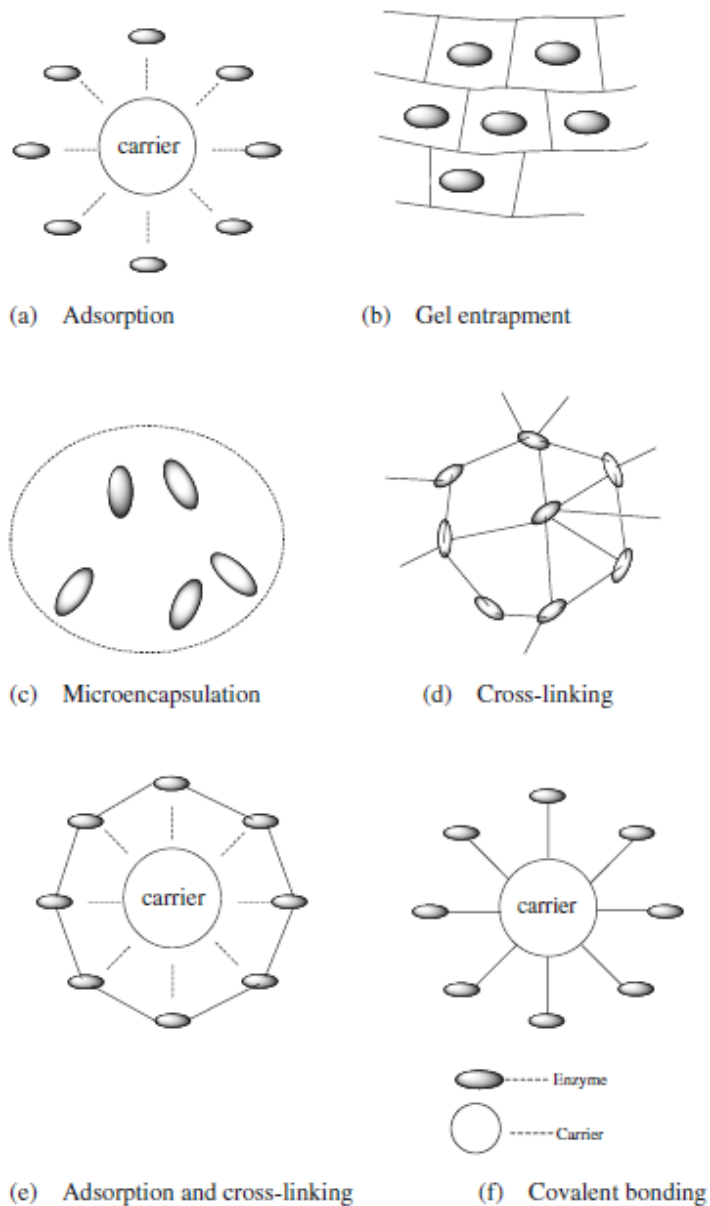 carrier
(a) Adsorption
(b) Gel entrapment
(c) Microencapsulation
(d) Cross-linking
carrier
carrier
Enzyme
Carrier
(e) Adsorption and cross-linking
(f) Covalent bonding